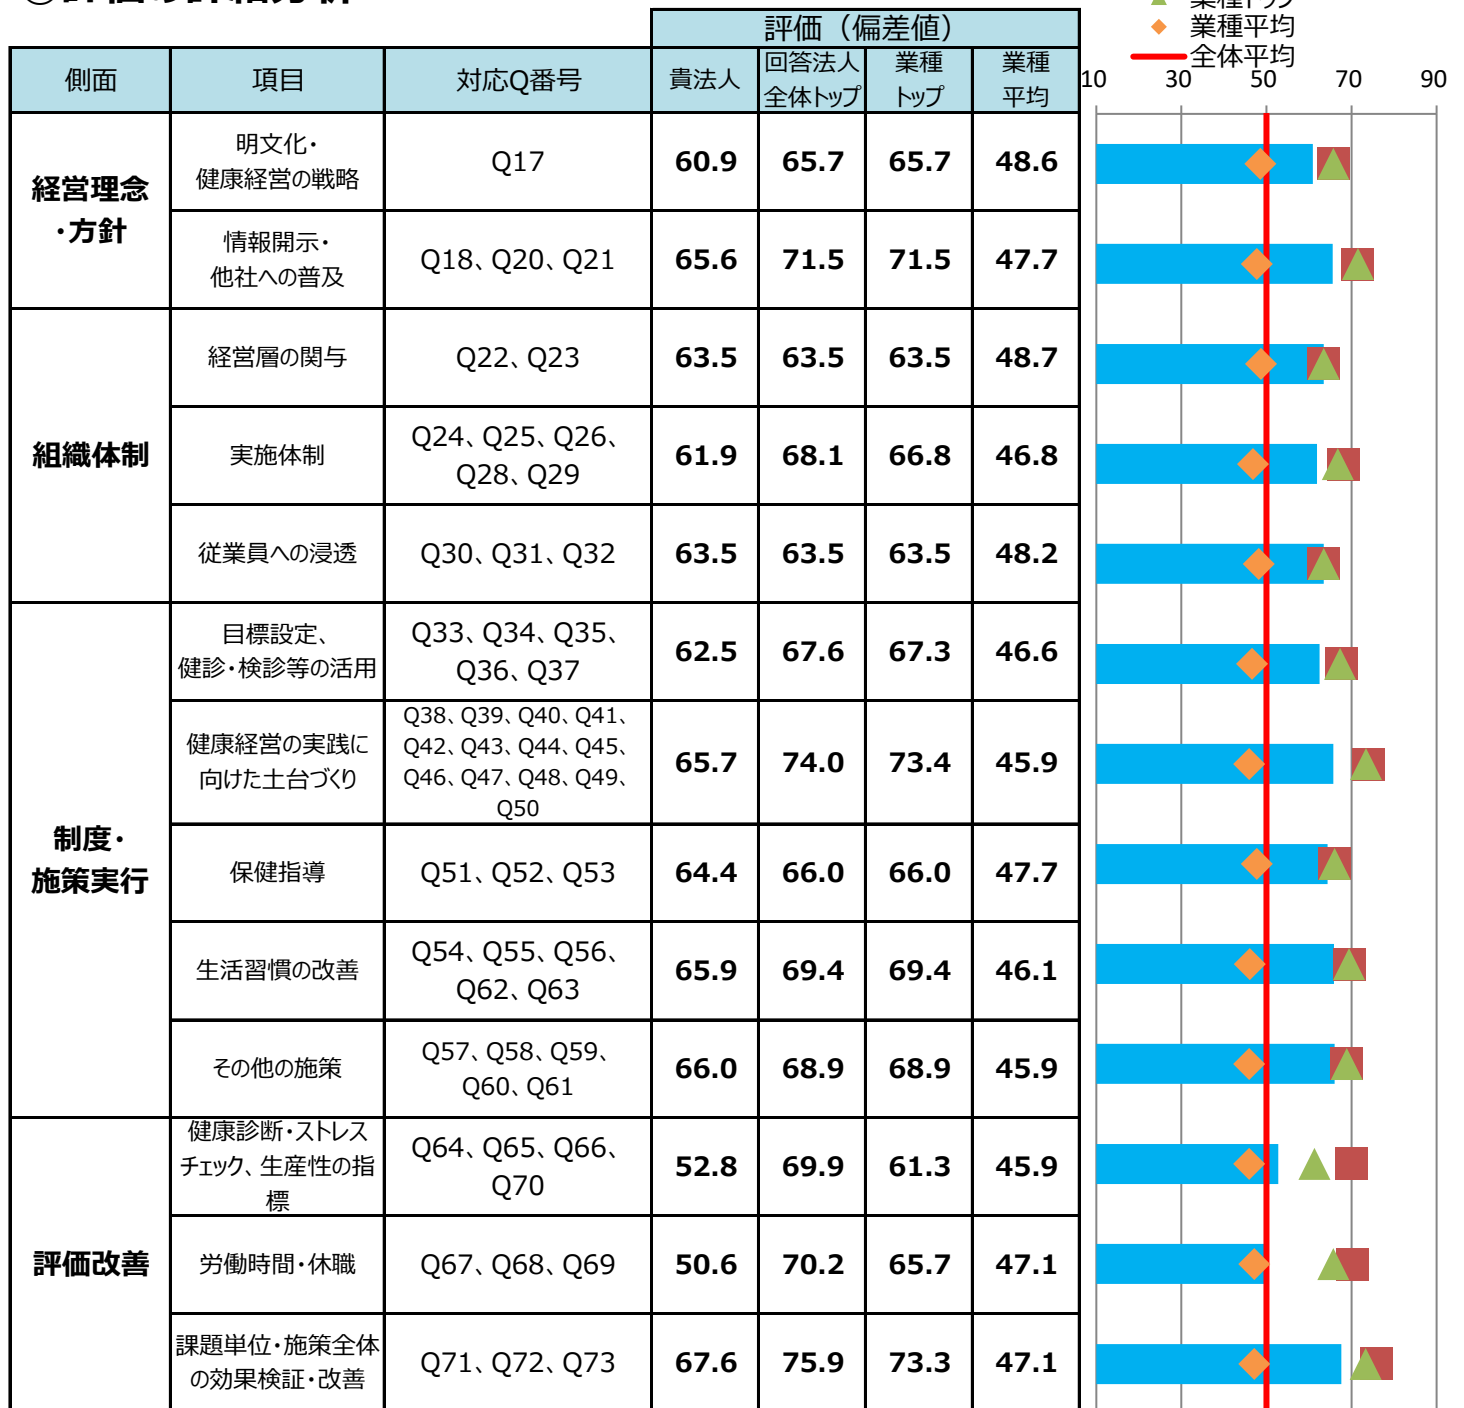 評価の詳細分析
業種トップ
業種平均
全体平均
評価（偏差値）
側面 項目 対応Q番号 貴法人 回答法人 業種 業種
全体トップ トップ 平均
10 30 50 70 90
経営理念
・方針
明文化・
健康経営の戦略
Q17 60.9 65.7 65.7 48.6
情報開示・
他社への普及
Q18、Q20、Q21 65.6 71.5 71.5 47.7
組織体制
経営層の関与 Q22、Q23 63.5 63.5 63.5 48.7
実施体制
Q24、Q25、Q26、
Q28、Q29
61.9 68.1 66.8 46.8
従業員への浸透 Q30、Q31、Q32 63.5 63.5 63.5 48.2
制度・
施策実行
目標設定、
健診・検診等の活用
Q33、Q34、Q35、
Q36、Q37
62.5 67.6 67.3 46.6
健康経営の実践に
向けた土台づくり
Q38、Q39、Q40、Q41、
Q42、Q43、Q44、Q45、
Q46、Q47、Q48、Q49、
Q50
65.7 74.0 73.4 45.9
保健指導 Q51、Q52、Q53 64.4 66.0 66.0 47.7
生活習慣の改善
Q54、Q55、Q56、
Q62、Q63
65.9 69.4 69.4 46.1
その他の施策
Q57、Q58、Q59、
Q60、Q61
66.0 68.9 68.9 45.9
評価改善
健康診断・ストレス
チェック、生産性の指
標
Q64、Q65、Q66、
Q70
52.8 69.9 61.3 45.9
労働時間・休職 Q67、Q68、Q69 50.6 70.2 65.7 47.1
課題単位・施策全体
の効果検証・改善
Q71、Q72、Q73 67.6 75.9 73.3 47.1